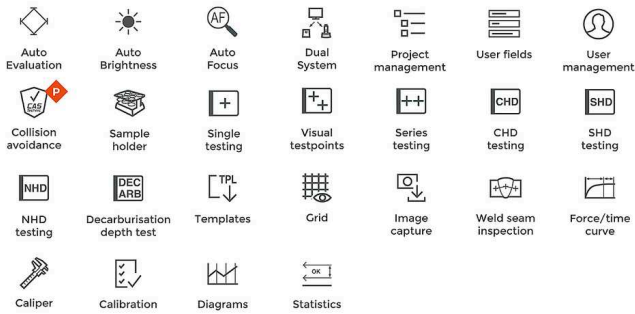 AF
Auto
Evaluation
Auto
Brightness
Auto
Focus
Dual
System
Project
management
User fields
User
management
P
CAS
Collision
avoidance
Sample
holder
Single
testing
Visual
testpoints
Series
testing
CHD
CHD
testing
SHD
SHD
testing
NHD
NHD
testing
DEC
ARB
Decarburisation
depth test
TPL
Templates
Grid
Image
capture
Weld seam
inspection
Force/time
curve
Caliper
Calibration
Diagrams
OK
Statistics